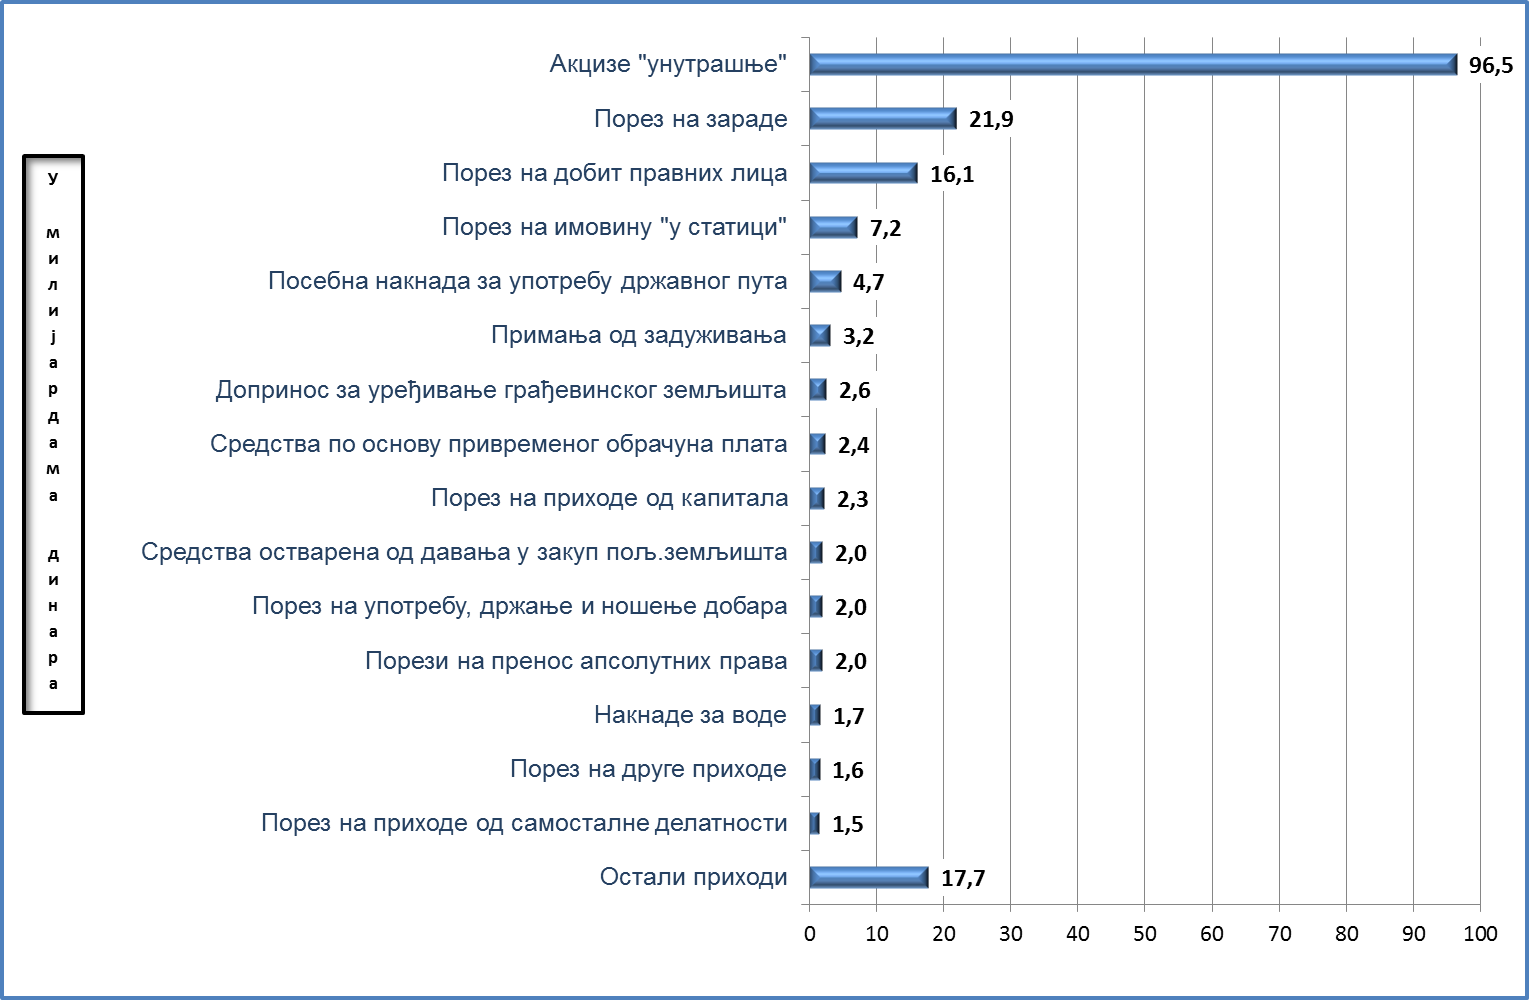 Акцизе "унутрашње" 96,5
Порез на зараде 21,9
Порез на добит правних лица 16,1
Порез на имовину "у статици" 7,2
Посебна накнада за употребу државног пута 4,7
Примања од задуживања 3,2
Допринос за уређивање грађевинског земљишта 2,6
Средства по основу привременог обрачуна плата 2,4
Порез на приходе од капитала 2,3
Средства остварена од давања у закуп пољ.земљишта 2,0
Порез на употребу, држање и ношење добара 2,0
Порези на пренос апсолутних права 2,0
Накнаде за воде 1,7
Порез на друге приходе 1,6
Порез на приходе од самосталне делатности 1,5
Остали приходи 17,7
0 10 20 30 40 50 60 70 80 90 100
У милијардама динара